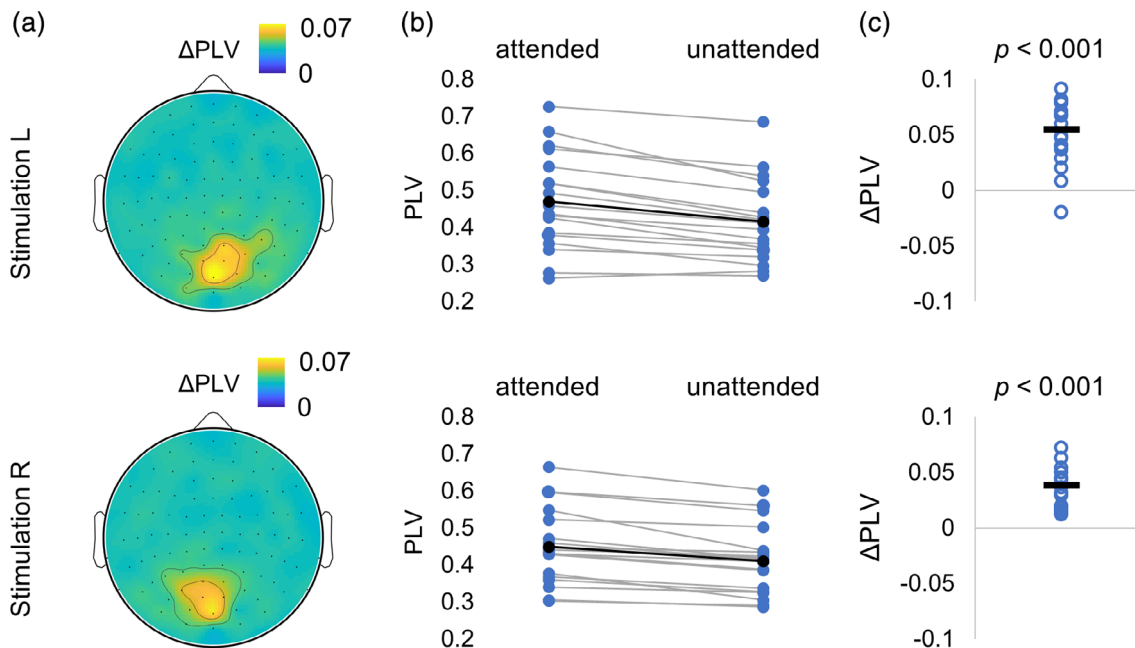 (a)
ΔPLV
0.07
0
Stimulation L
(b)
attended
unattended
PLV
0.8
0.7
0.6
0.5
0.4
0.3
0.2
(c)
p < 0.001
ΔPLV
0.1
0.05
0
-0.05
-0.1
ΔPLV
0.07
0
Stimulation R
attended
unattended
PLV
0.8
0.7
0.6
0.5
0.4
0.3
0.2
p < 0.001
ΔPLV
0.1
0.05
0
-0.05
-0.1